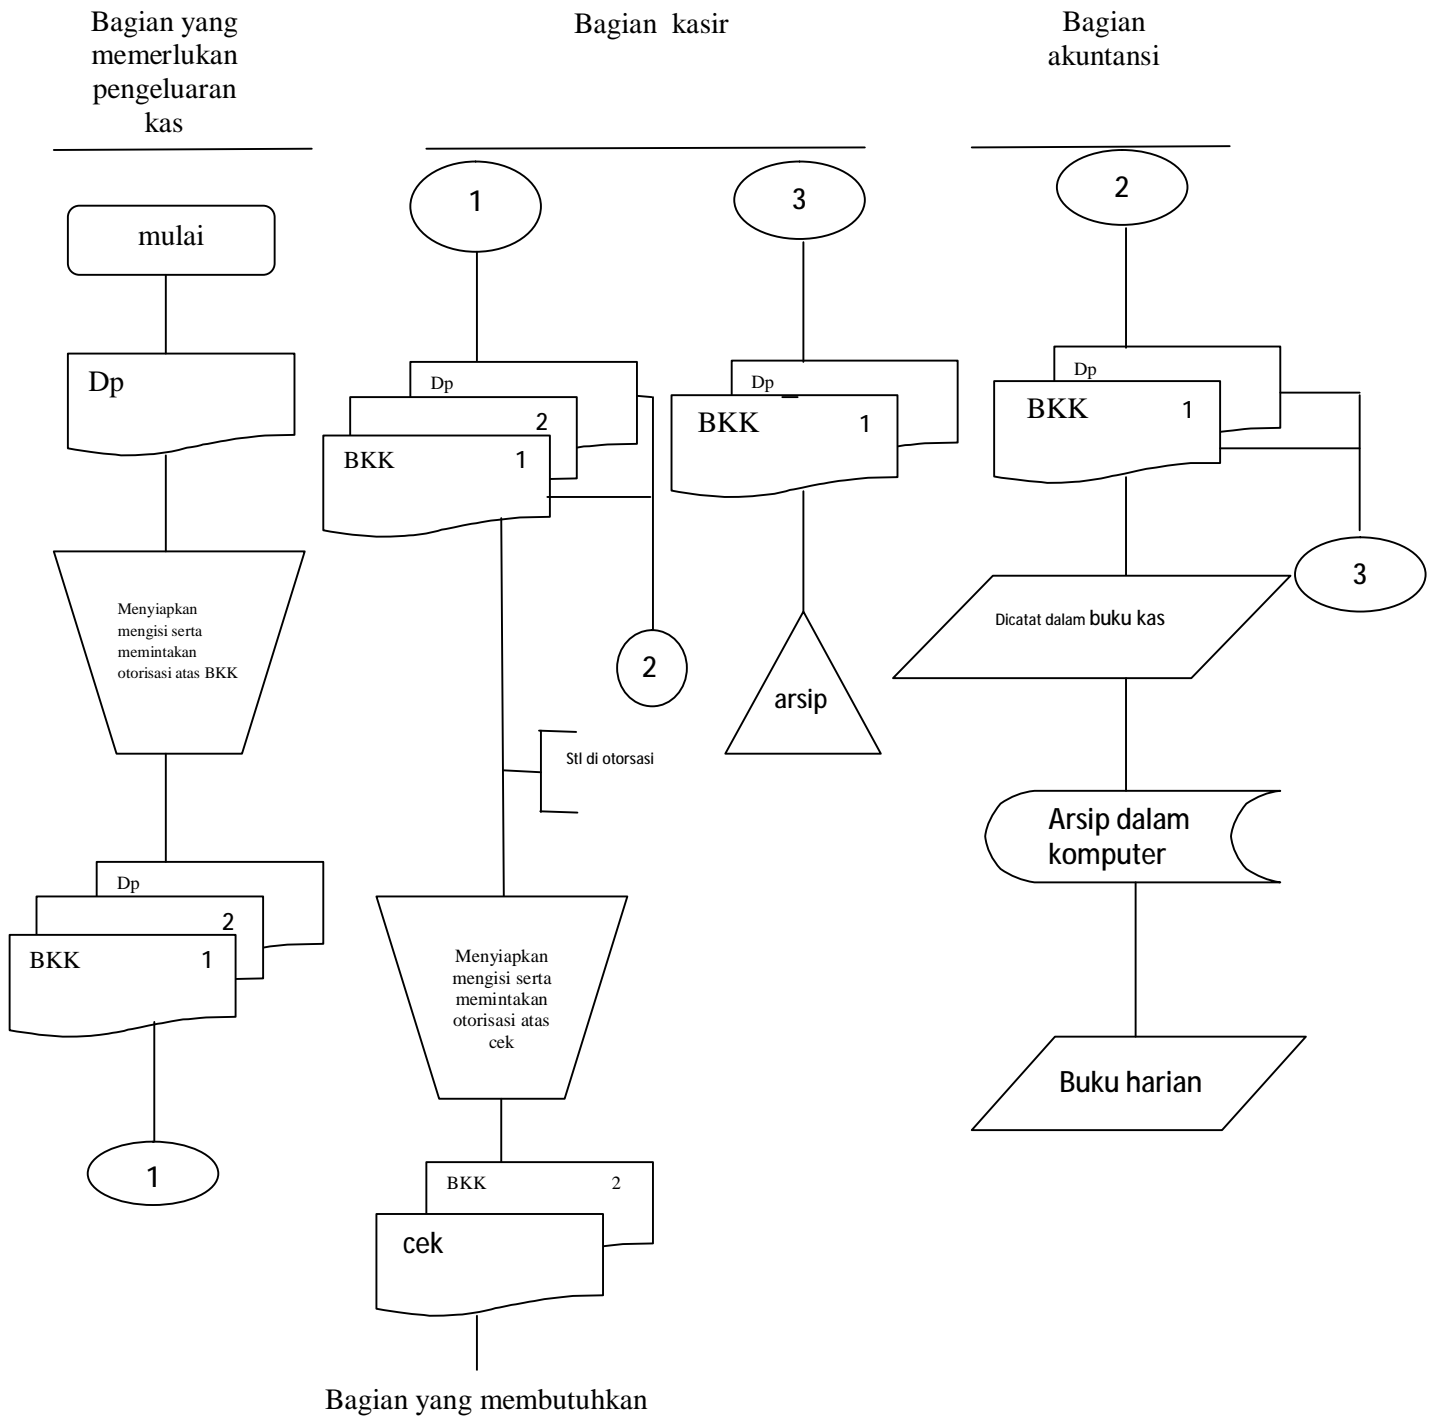 Bagian yang
memerlukan
pengeluaran
kas
mulai
Dp
Menyiapkan
mengisi serta
memintakan
otorisasi atas BKK
Dp
2
BKK 1
1
Bagian kasir
1
Dp
2
BKK 1
2
Stl di otorsasi
Menyiapkan
mengisi serta
memintakan
otorisasi atas
cek
BKK 2
cek
Bagian yang membutuhkan
3
Dp
BKK 1
arsip
Bagian
akuntansi
2
Dp
BKK 1
3
Dicatat dalam buku kas
Arsip dalam
komputer
Buku harian